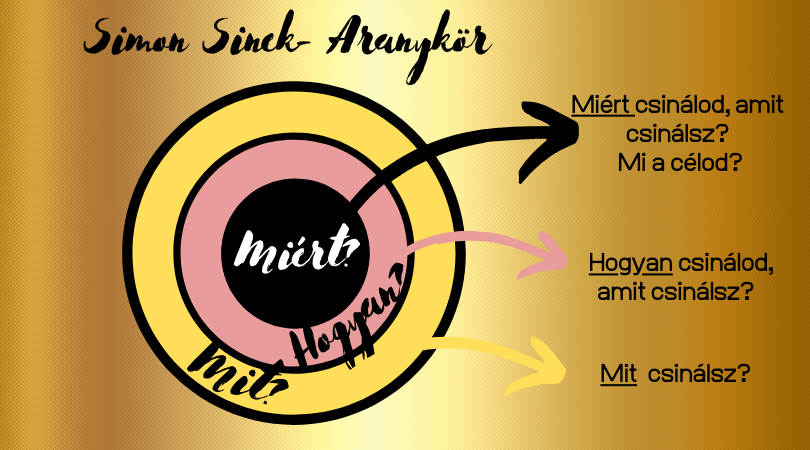 Simon Sinek- Aranykör
Miért csinálod, amit
csinálsz?
Mi a célod?
Miért?
Hogyan csinálod,
amit csinálsz?
Hogyan?
Mit csinálsz?
Mit?